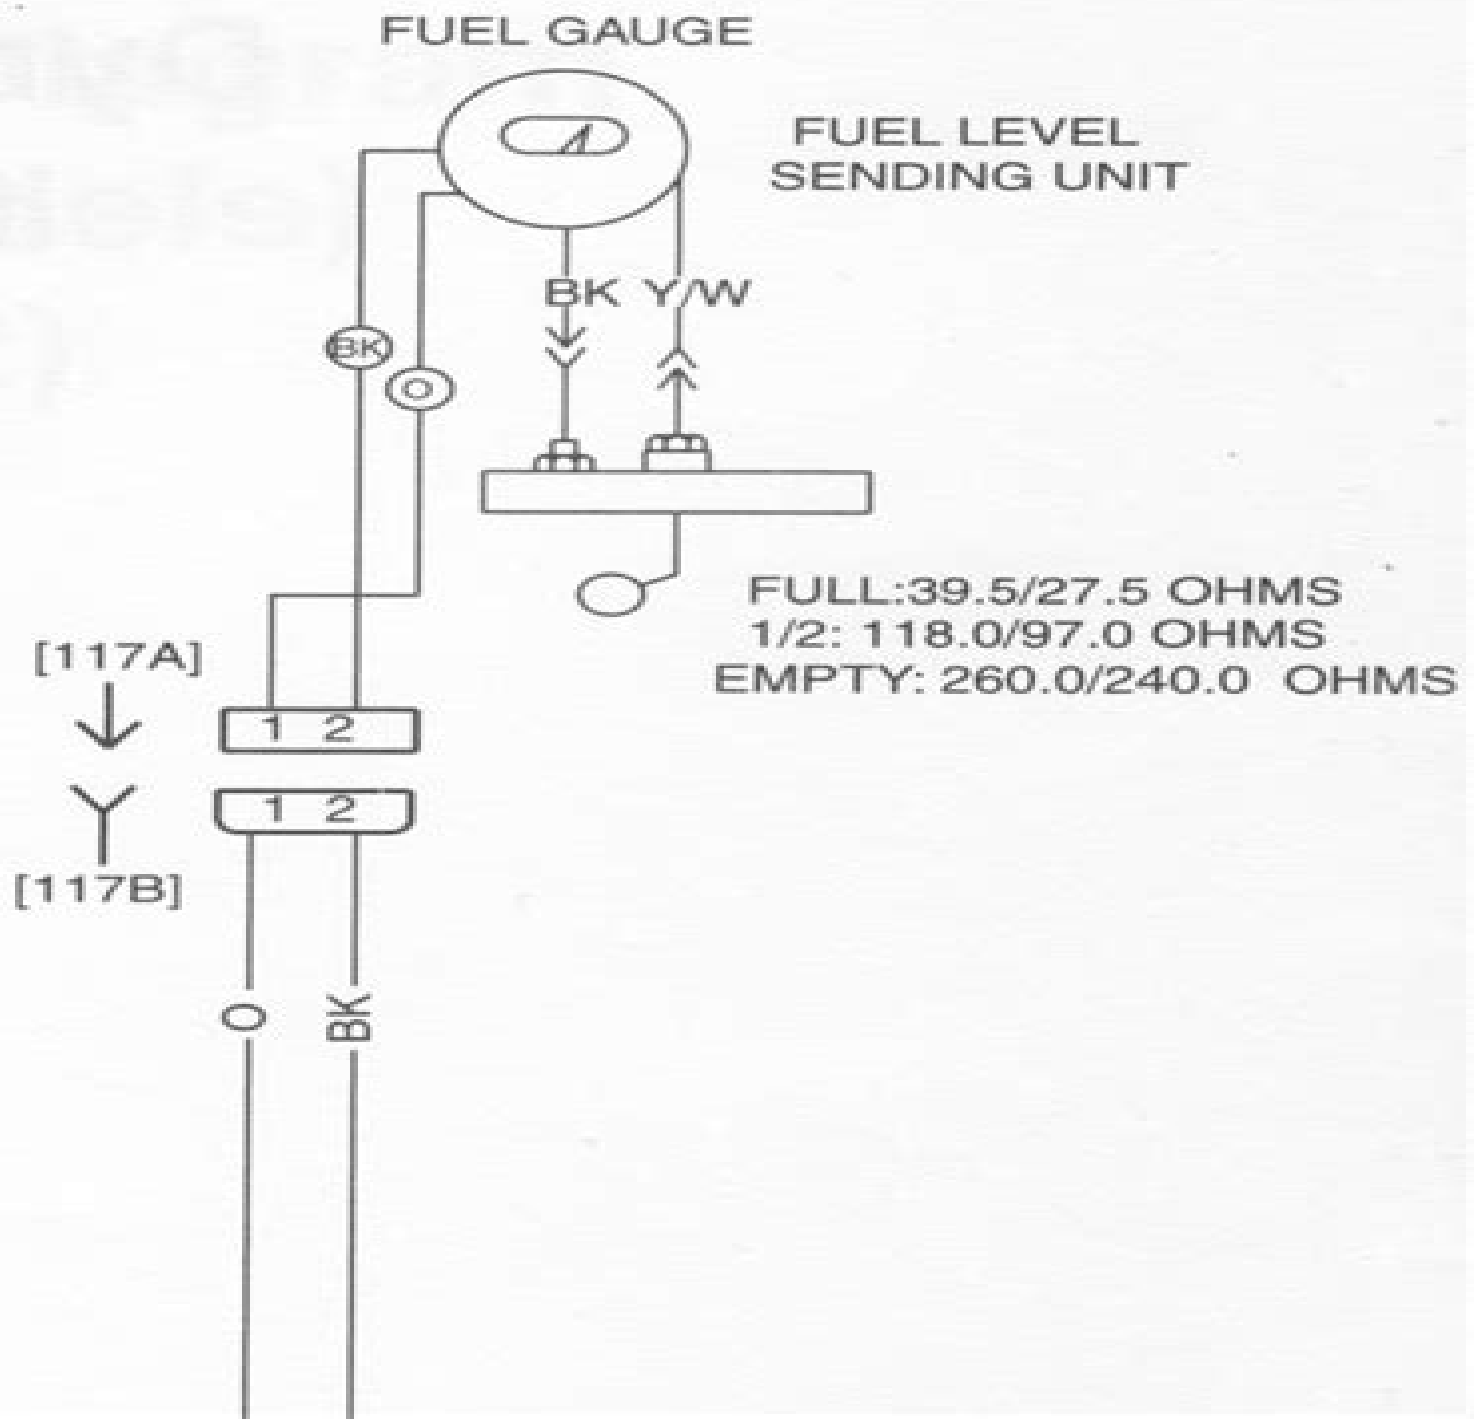 FUEL GAUGE
FUEL LEVEL
SENDING UNIT
BK Y/W
BK
O
FULL:39.5/27.5 OHMS
1/2: 118.0/97.0 OHMS
EMPTY: 260.0/240.0 OHMS
[117A]
1 2
1 2
[117B]
O
BK